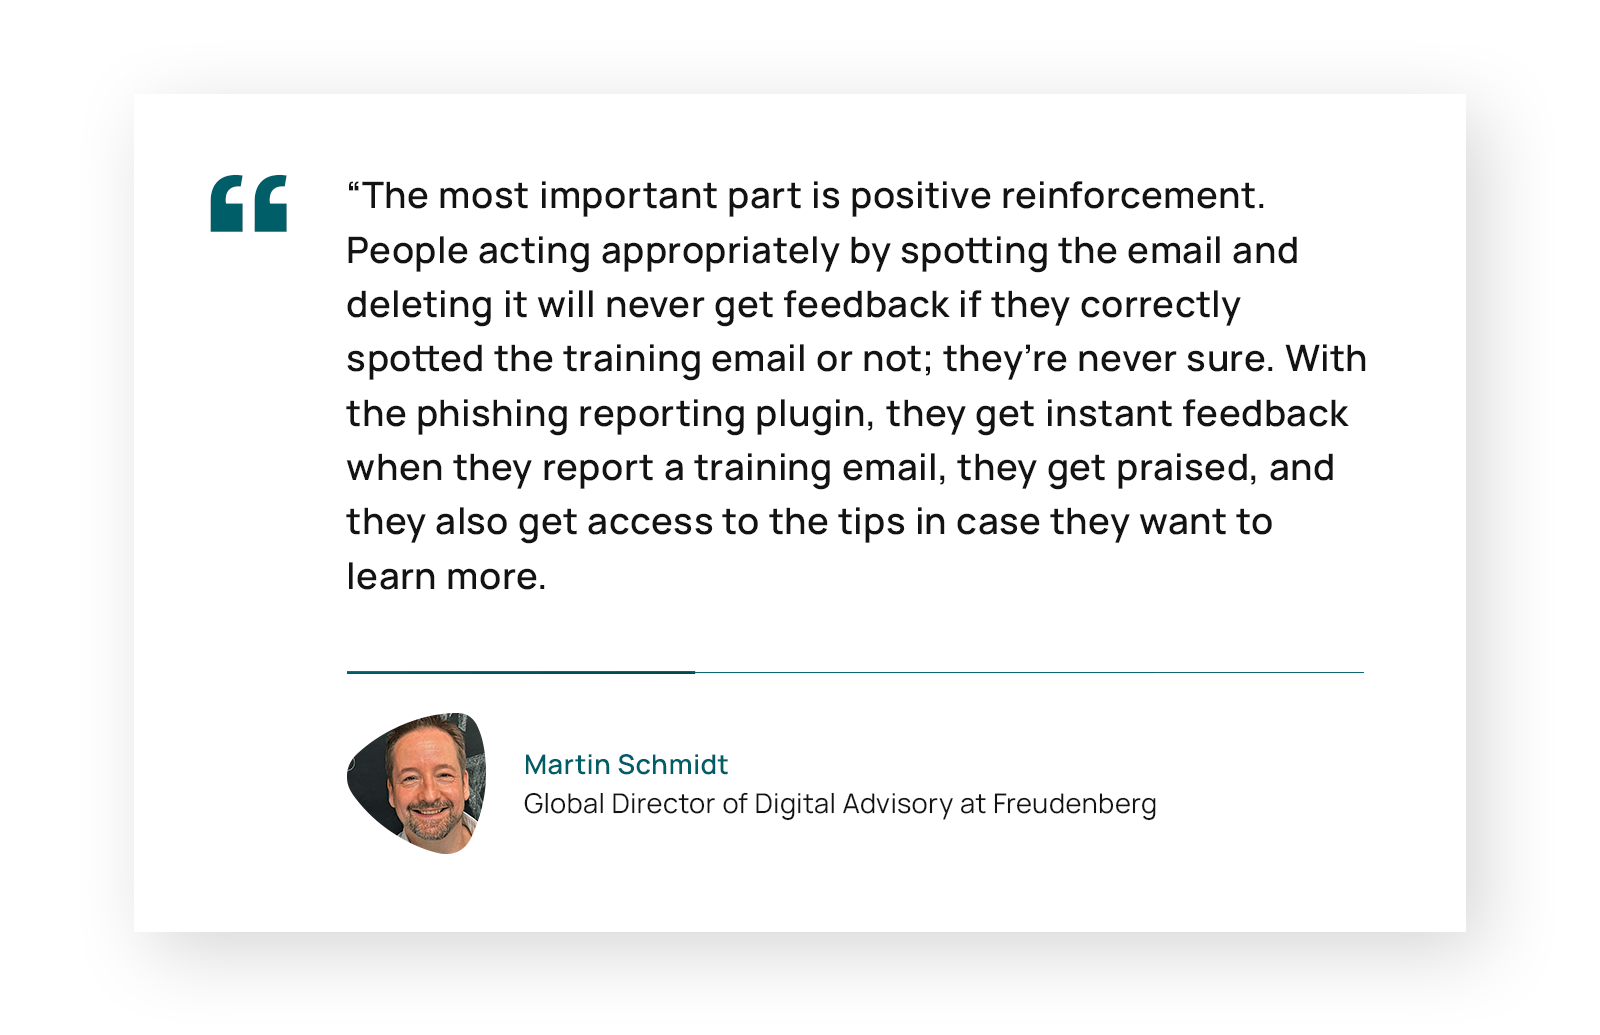 “The most important part is positive reinforcement.
People acting appropriately by spotting the email and
deleting it will never get feedback if they correctly
spotted the training email or not; they’re never sure. With
the phishing reporting plugin, they get instant feedback
when they report a training email, they get praised, and
they also get access to the tips in case they want to
learn more.
Martin Schmidt
Global Director of Digital Advisory at Freudenberg